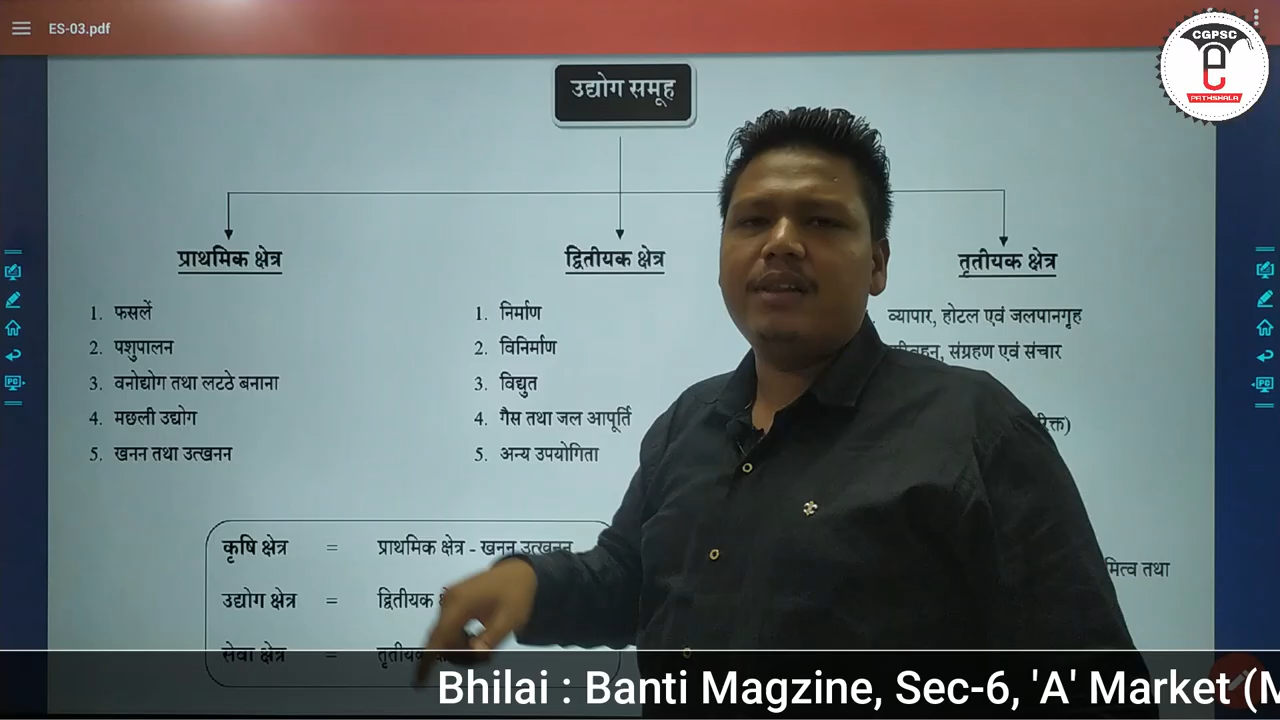 ES-03.pdf
CGPSC
e
PATHSHALA
उद्योग समूह
प्राथमिक क्षेत्र
1. फसलें
2. पशुपालन
3. वनोद्योग तथा लटठे बनाना
4. मछली उद्योग
5. खनन तथा उत्खनन
द्वितीयक क्षेत्र
1. निर्माण
2. विनिर्माण
3. विद्युत
4. गैस तथा जल आपूर्ति
5. अन्य उपयोगिता
तृतीयक क्षेत्र
व्यापार, होटल एवं जलपानगृह
संग्रहण एवं संचार
कृषि क्षेत्र = प्राथमिक क्षेत्र - खनन उत्खनन
उद्योग क्षेत्र = द्वितीयक
सेवा क्षेत्र =
तथा
Bhilai : Banti Magzine, Sec-6, 'A' Market